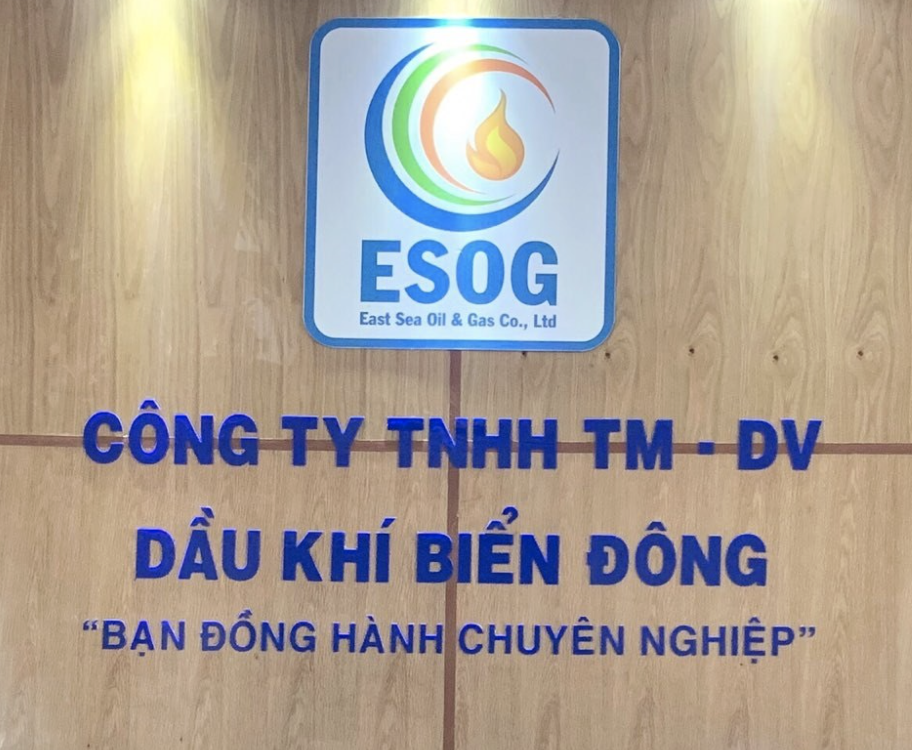 ESOG
East Sea Oil & Gas Co., Ltd
CÔNG TY TNHH TM - DV
DẦU KHÍ BIỂN ĐÔNG
“BẠN ĐỒNG HÀNH CHUYÊN NGHIỆP”